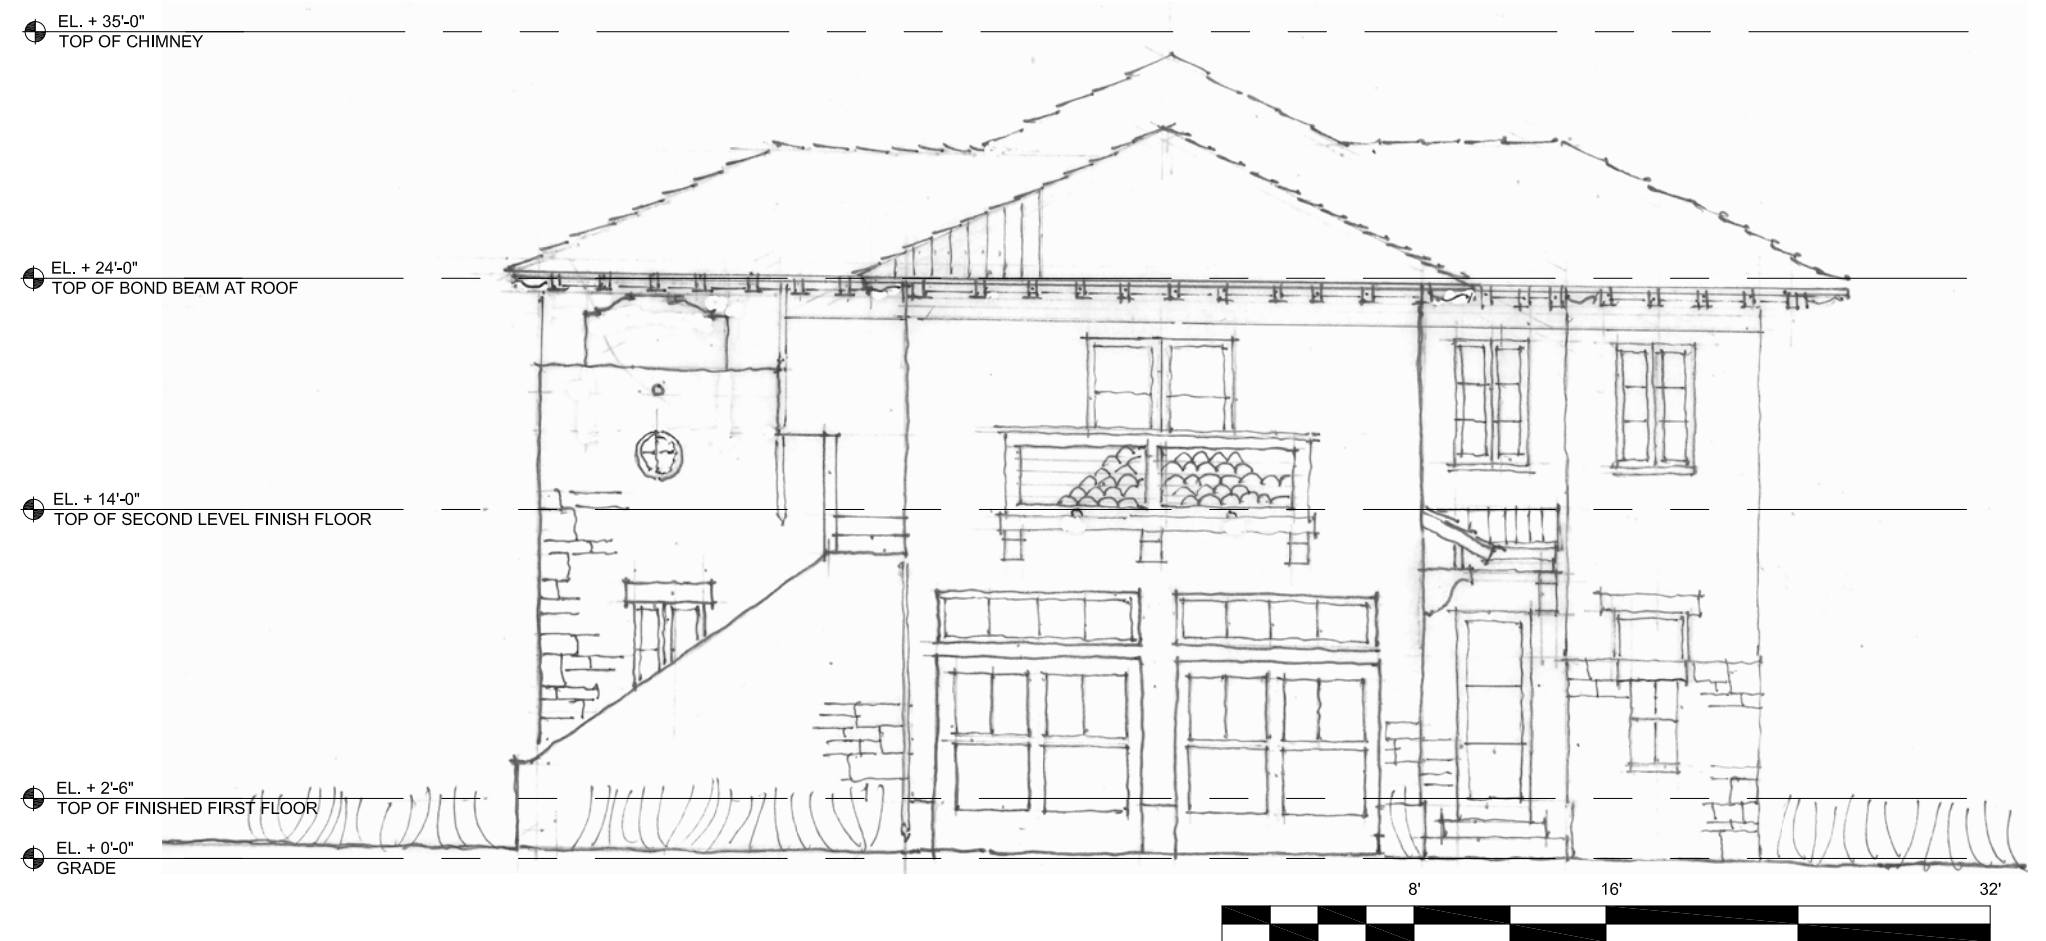 EL. + 35'-0"
TOP OF CHIMNEY
EL. + 24'-0"
TOP OF BOND BEAM AT ROOF
EL. + 14'-0"
TOP OF SECOND LEVEL FINISH FLOOR
EL. + 2'-6"
TOP OF FINISHED FIRST FLOOR
EL. + 0'-0"
GRADE
8' 16' 32'